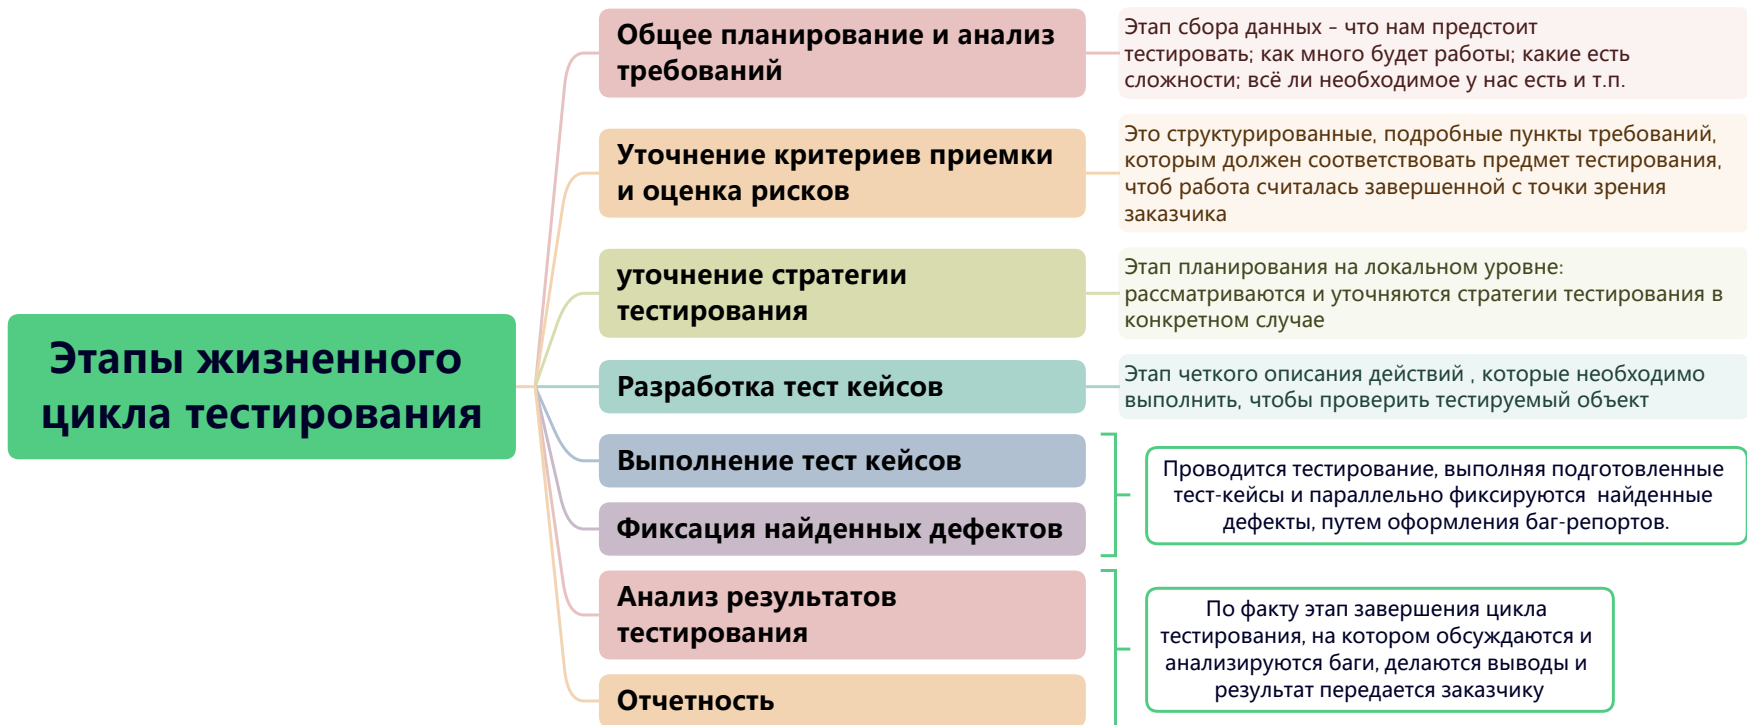 Этапы жизненного
цикла тестирования
Общее планирование и анализ
требований
Этап сбора данных – что нам предстоит
тестировать; как много будет работы; какие есть
сложности; всё ли необходимое у нас есть и т.п.
Уточнение критериев приемки
и оценка рисков
Это структурированные, подробные пункты требований,
которым должен соответствовать предмет тестирования,
чтоб работа считалась завершенной с точки зрения
заказчика
уточнение стратегии
тестирования
Этап планирования на локальном уровне:
рассматриваются и уточняются стратегии тестирования в
конкретном случае
Разработка тест кейсов
Этап четкого описания действий , которые необходимо
выполнить, чтобы проверить тестируемый объект
Выполнение тест кейсов
Фиксация найденных дефектов
Проводится тестирование, выполняя подготовленные
тест-кейсы и параллельно фиксируются найденные
дефекты, путем оформления баг-репортов.
Анализ результатов
тестирования
Отчетность
По факту этап завершения цикла
тестирования, на котором обсуждаются и
анализируются баги, делаются выводы и
результат передается заказчику